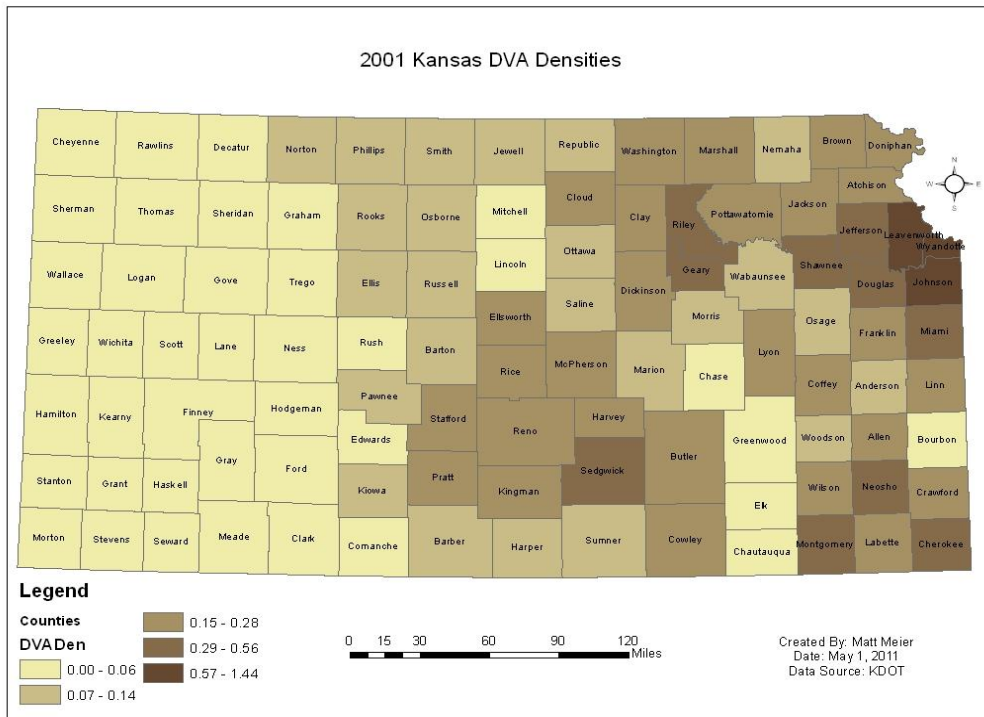 2001 Kansas DVA Densities
Cheyenne
Rawlins
Decatur
Norton
Phillips
Smith
Jewell
Republic
Washington
Marshall
Nemaha
Brown
Doniphan
Atchison
Sherman
Thomas
Sheridan
Graham
Rooks
Osborne
Mitchell
Cloud
Clay
Riley
Pottawatomie
Jackson
Jefferson
Leavenworth
Wyandotte
Wallace
Logan
Gove
Trego
Ellis
Russell
Lincoln
Ottawa
Saline
Dickinson
Geary
Wabaunsee
Shawnee
Douglas
Johnson
Greeley
Wichita
Scott
Lane
Ness
Rush
Barton
Ellsworth
Rice
McPherson
Marion
Morris
Chase
Lyon
Osage
Franklin
Miami
Hamilton
Kearny
Finney
Hodgeman
Pawnee
Stafford
Reno
Harvey
Coffey
Anderson
Linn
Gray
Ford
Edwards
Kiowa
Pratt
Kingman
Sedgwick
Butler
Greenwood
Woodson
Allen
Bourbon
Stanton
Grant
Haskell
Elk
Wilson
Neosho
Crawford
Morton
Stevens
Seward
Meade
Clark
Comanche
Barber
Harper
Sumner
Cowley
Chautauqua
Montgomery
Labette
Cherokee
N
W
E
S
Legend
Counties
DVADen
0.00 - 0.06
0.07 - 0.14
0.15 - 0.28
0.29 - 0.56
0.57 - 1.44
0 15 30 60 90 120
Miles
Created By: Matt Meier
Date: May 1, 2011
Data Source: KDOT